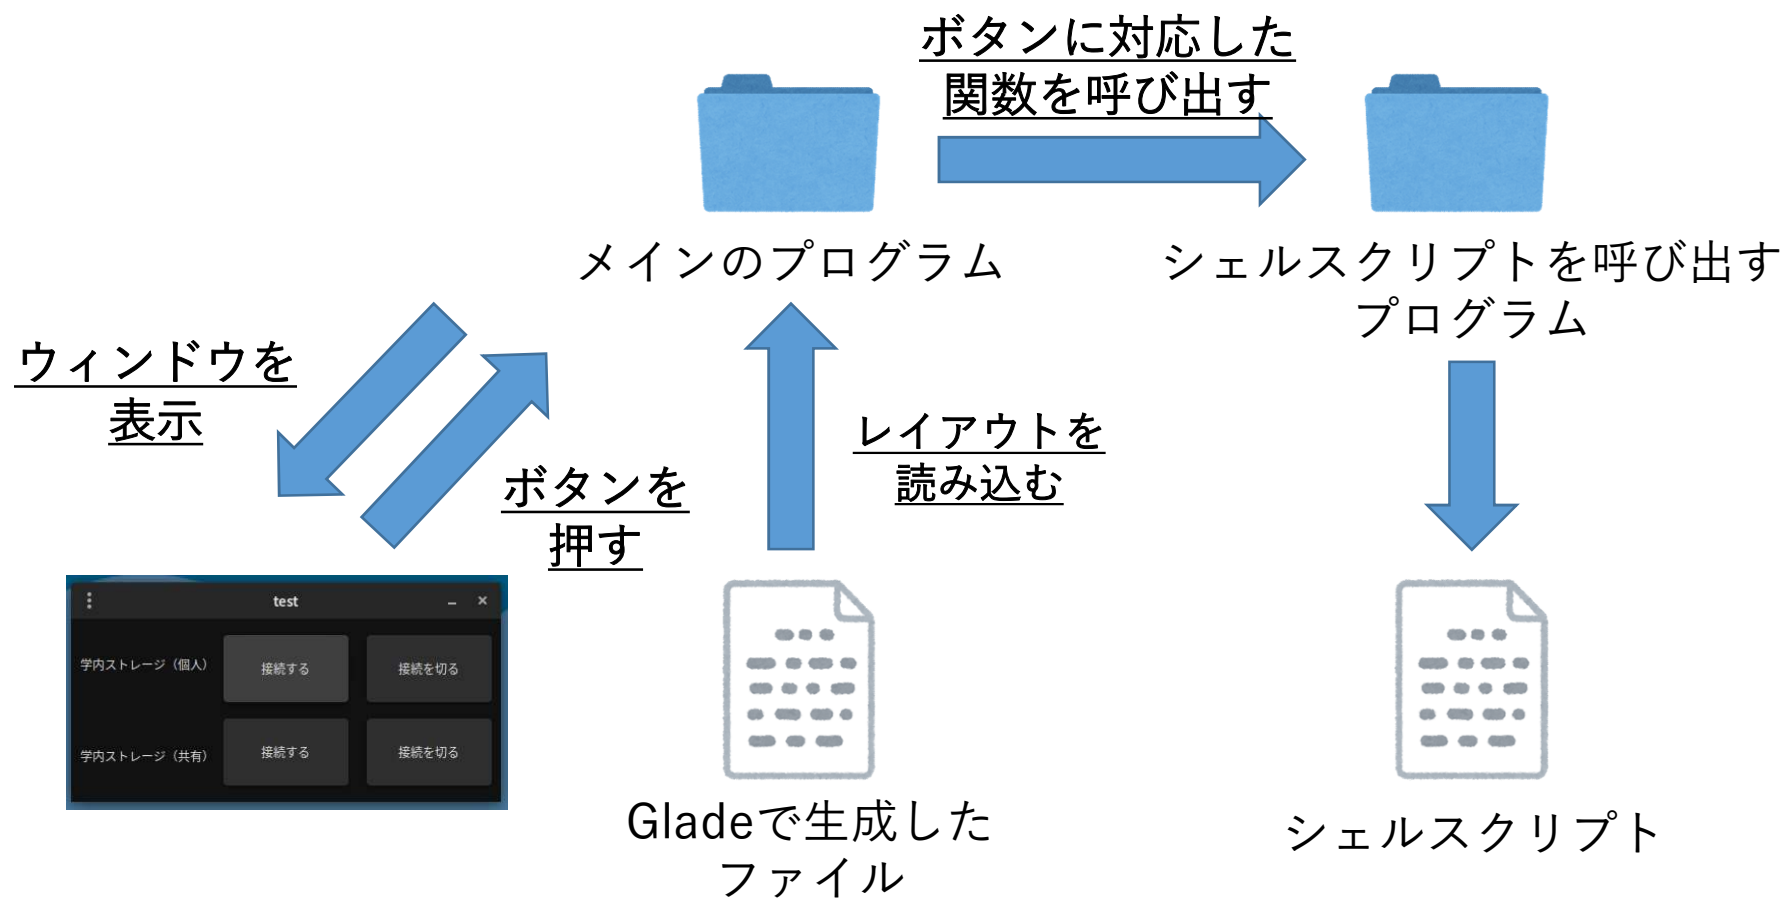 ボタンに対応した
関数を呼び出す
メインのプログラム
シェルスクリプトを呼び出す
プログラム
ウィンドウを
表示
ボタンを
押す
レイアウトを
読み込む
test
学内ストレージ（個人）
接続する
接続を切る
学内ストレージ（共有）
接続する
接続を切る
Gladeで生成した
ファイル
シェルスクリプト